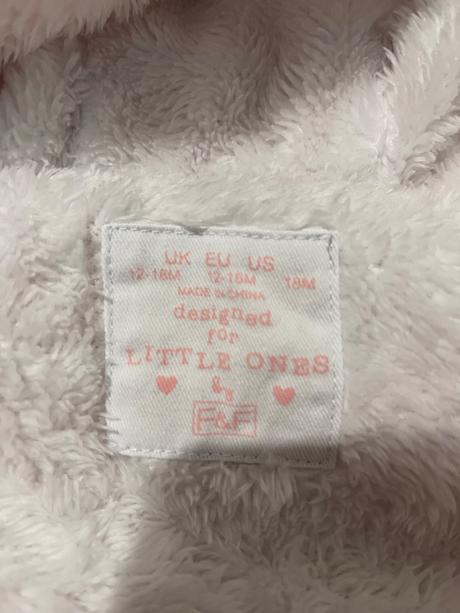 UK EU US
12-18M 12-18M 18M
MADE IN CHINA
designed
for
LITTLE ONES
by
F&F